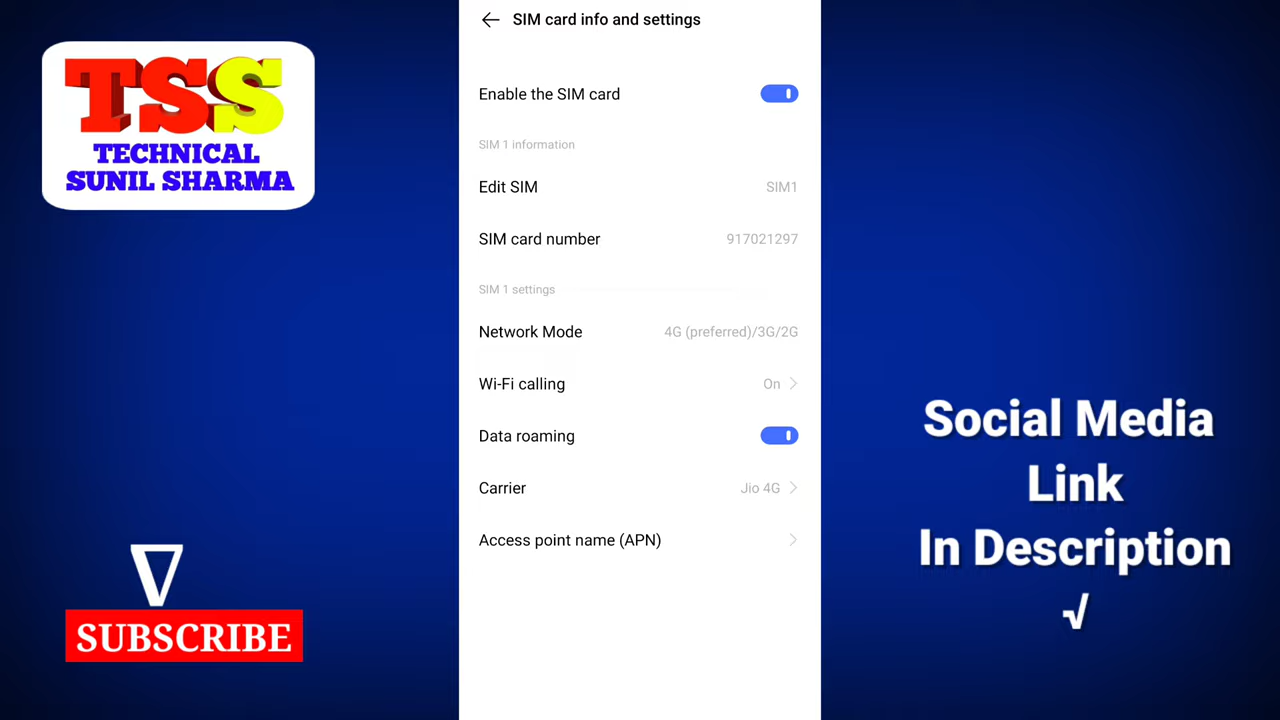 TSS
TECHNICAL
SUNIL SHARMA
SIM card info and settings
Enable the SIM card
SIM 1 information
Edit SIM SIM1
SIM card number 917021297
SIM 1 settings
Network Mode 4G (preferred)/3G/2G
Wi-Fi calling On
Data roaming
Carrier Jio 4G
Access point name (APN)
Social Media
Link
In Description
√
SUBSCRIBE